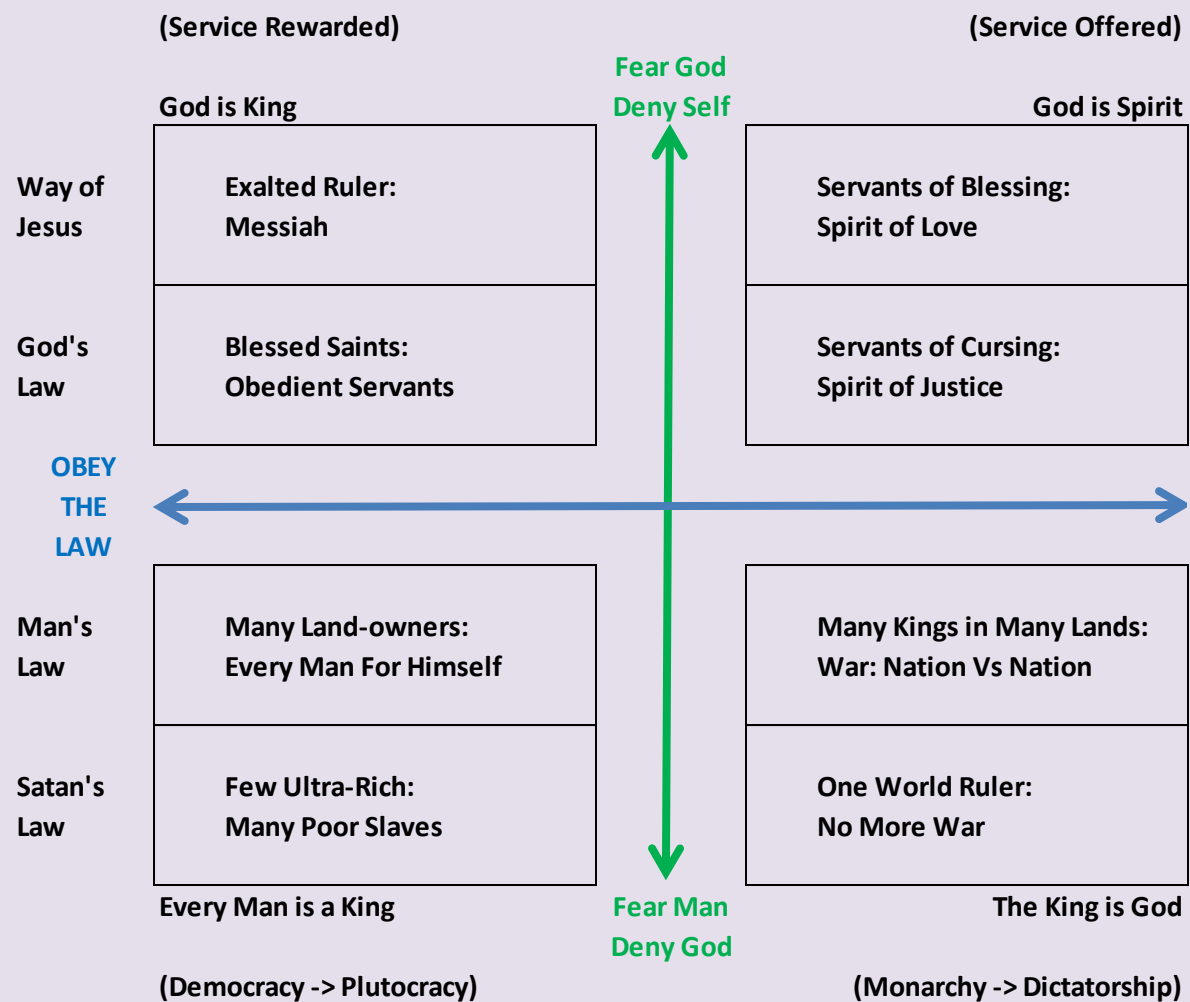 (Service Rewarded) (Service Offered)
Fear God
God is King Deny Self God is Spirit
Way of Exalted Ruler: Servants of Blessing:
Jesus Messiah Spirit of Love
God's Blessed Saints: Servants of Cursing:
Law Obedient Servants Spirit of Justice
OBEY
THE
LAW
Man's Many Land-owners: Many Kings in Many Lands:
Law Every Man For Himself War: Nation Vs Nation
Satan's Few Ultra-Rich: One World Ruler:
Law Many Poor Slaves No More War
Every Man is a King Fear Man The King is God
Deny God
(Democracy -> Plutocracy) (Monarchy -> Dictatorship)